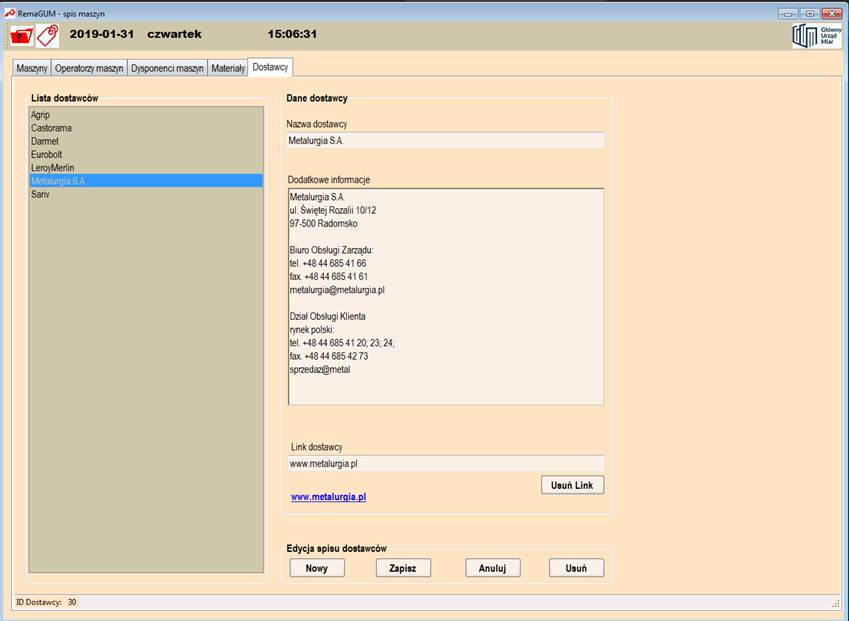 RemaGUM - spis maszyn
2019-01-31 czwartek 15:06:31
Główny
Urząd
Miar
Maszyny Operatorzy maszyn Dysponenci maszyn Materiały Dostawcy
Lista dostawców
Agrip
Castorama
Darmet
Eurobolt
LeroyMerlin
Metalurgia S.A.
Sariv
Dane dostawcy
Nazwa dostawcy
Metalurgia S.A.
Dodatkowe informacje
Metalurgia S.A.
ul. Świętej Rozalii 10/12
97-500 Radomsko
Biuro Obsługi Zarządu:
tel. +48 44 685 41 66
fax. +48 44 685 41 61
metalurgia@metalurgia.pl
Dział Obsługi Klienta
rynek polski:
tel. +48 44 685 41 20; 23; 24;
fax. +48 44 685 42 73
sprzedaz@metal
Link dostawcy
www.metalurgia.pl
Usuń Link
www.metalurgia.pl
Edycja spisu dostawców
Nowy Zapisz Anuluj Usuń
ID Dostawcy: 30